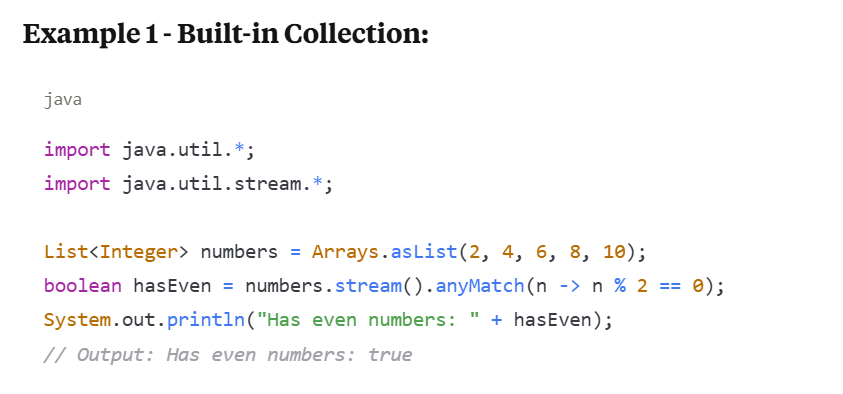 Example 1 - Built-in Collection:
java
import java.util.*;
import java.util.stream.*;
List<Integer> numbers = Arrays.asList(2, 4, 6, 8, 10);
boolean hasEven = numbers.stream().anyMatch(n -> n % 2 == 0);
System.out.println("Has even numbers: " + hasEven);
// Output: Has even numbers: true